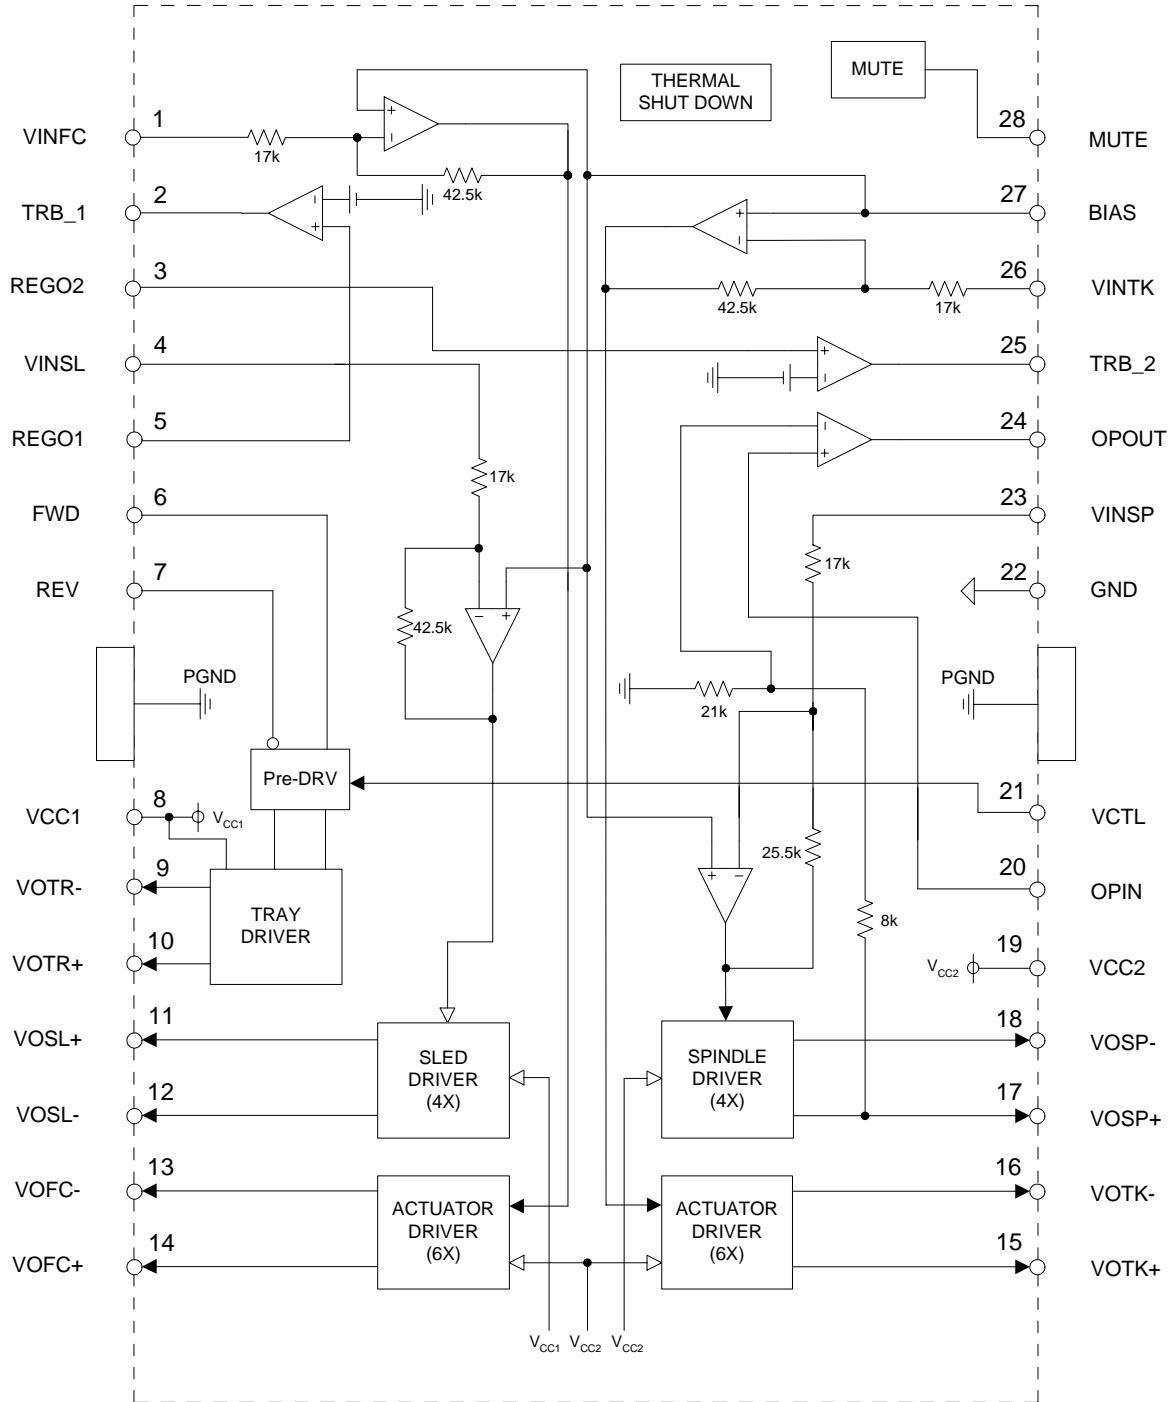 THERMAL
SHUT DOWN
MUTE
VINFC
1
17k
42.5k
28
MUTE
TRB_1
2
27
BIAS
REGO2
3
42.5k
17k
26
VINTK
VINSL
4
25
TRB_2
REGO1
5
24
OPOUT
17k
FWD
6
23
VINSP
17k
REV
7
22
GND
42.5k
PGND
21k
PGND
Pre-DRV
VCC1
8
VCC1
21
VCTL
25.5k
VOTR-
9
20
OPIN
TRAY
DRIVER
8k
VOTR+
10
VCC2
19
VCC2
VOSL+
11
SLED
DRIVER
(4X)
SPINDLE
DRIVER
(4X)
18
VOSP-
VOSL-
12
17
VOSP+
VOFC-
13
ACTUATOR
DRIVER
(6X)
ACTUATOR
DRIVER
(6X)
16
VOTK-
VOFC+
14
15
VOTK+
VCC1 VCC2 VCC2